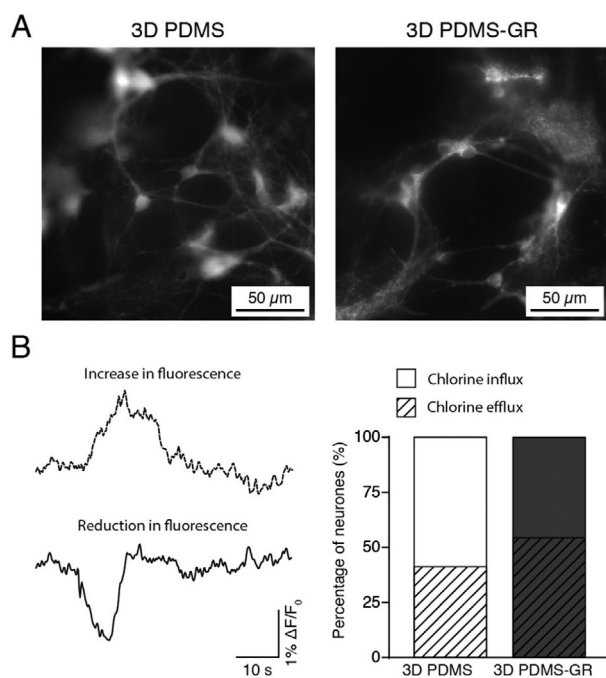 A
3D PDMS
3D PDMS-GR
50 µm
50 µm
B
Increase in fluorescence
Reduction in fluorescence
1% ΔF/F₀
10 s
Chlorine influx
Chlorine efflux
Percentage of neurones (%)
100
75
50
25
0
3D PDMS
3D PDMS-GR